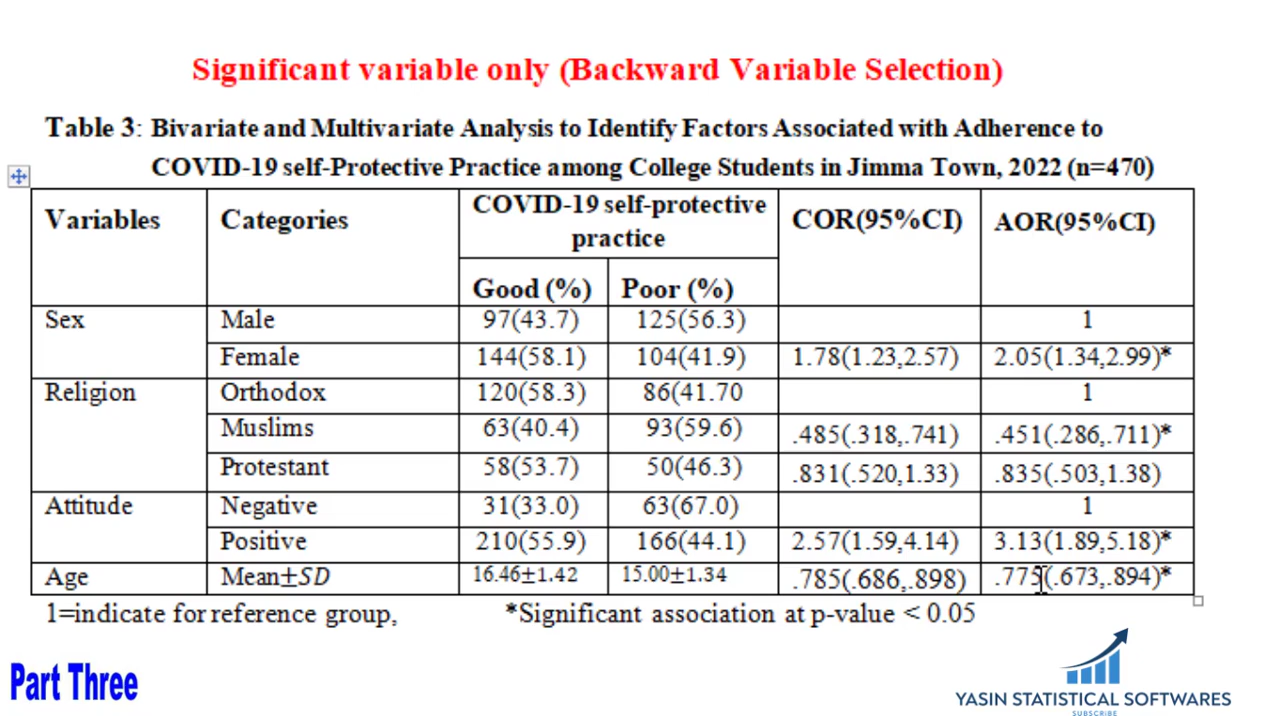 Significant variable only (Backward Variable Selection)
Table 3: Bivariate and Multivariate Analysis to Identify Factors Associated with Adherence to
COVID-19 self-Protective Practice among College Students in Jimma Town, 2022 (n=470)
Variables Categories COVID-19 self-protective practice COR(95%CI) AOR(95%CI)
Good (%) Poor (%)
Sex Male 97(43.7) 125(56.3) 1
Female 144(58.1) 104(41.9) 1.78(1.23,2.57) 2.05(1.34,2.99)*
Religion Orthodox 120(58.3) 86(41.70 1
Muslims 63(40.4) 93(59.6) .485(.318,.741) .451(.286,.711)*
Protestant 58(53.7) 50(46.3) .831(.520,1.33) .835(.503,1.38)
Attitude Negative 31(33.0) 63(67.0) 1
Positive 210(55.9) 166(44.1) 2.57(1.59,4.14) 3.13(1.89,5.18)*
Age Mean±SD 16.46±1.42 15.00±1.34 .785(.686,.898) .775(.673,.894)*
1=indicate for reference group, *Significant association at p-value < 0.05
Part Three
YASIN STATISTICAL SOFTWARES
SUBSCRIBE